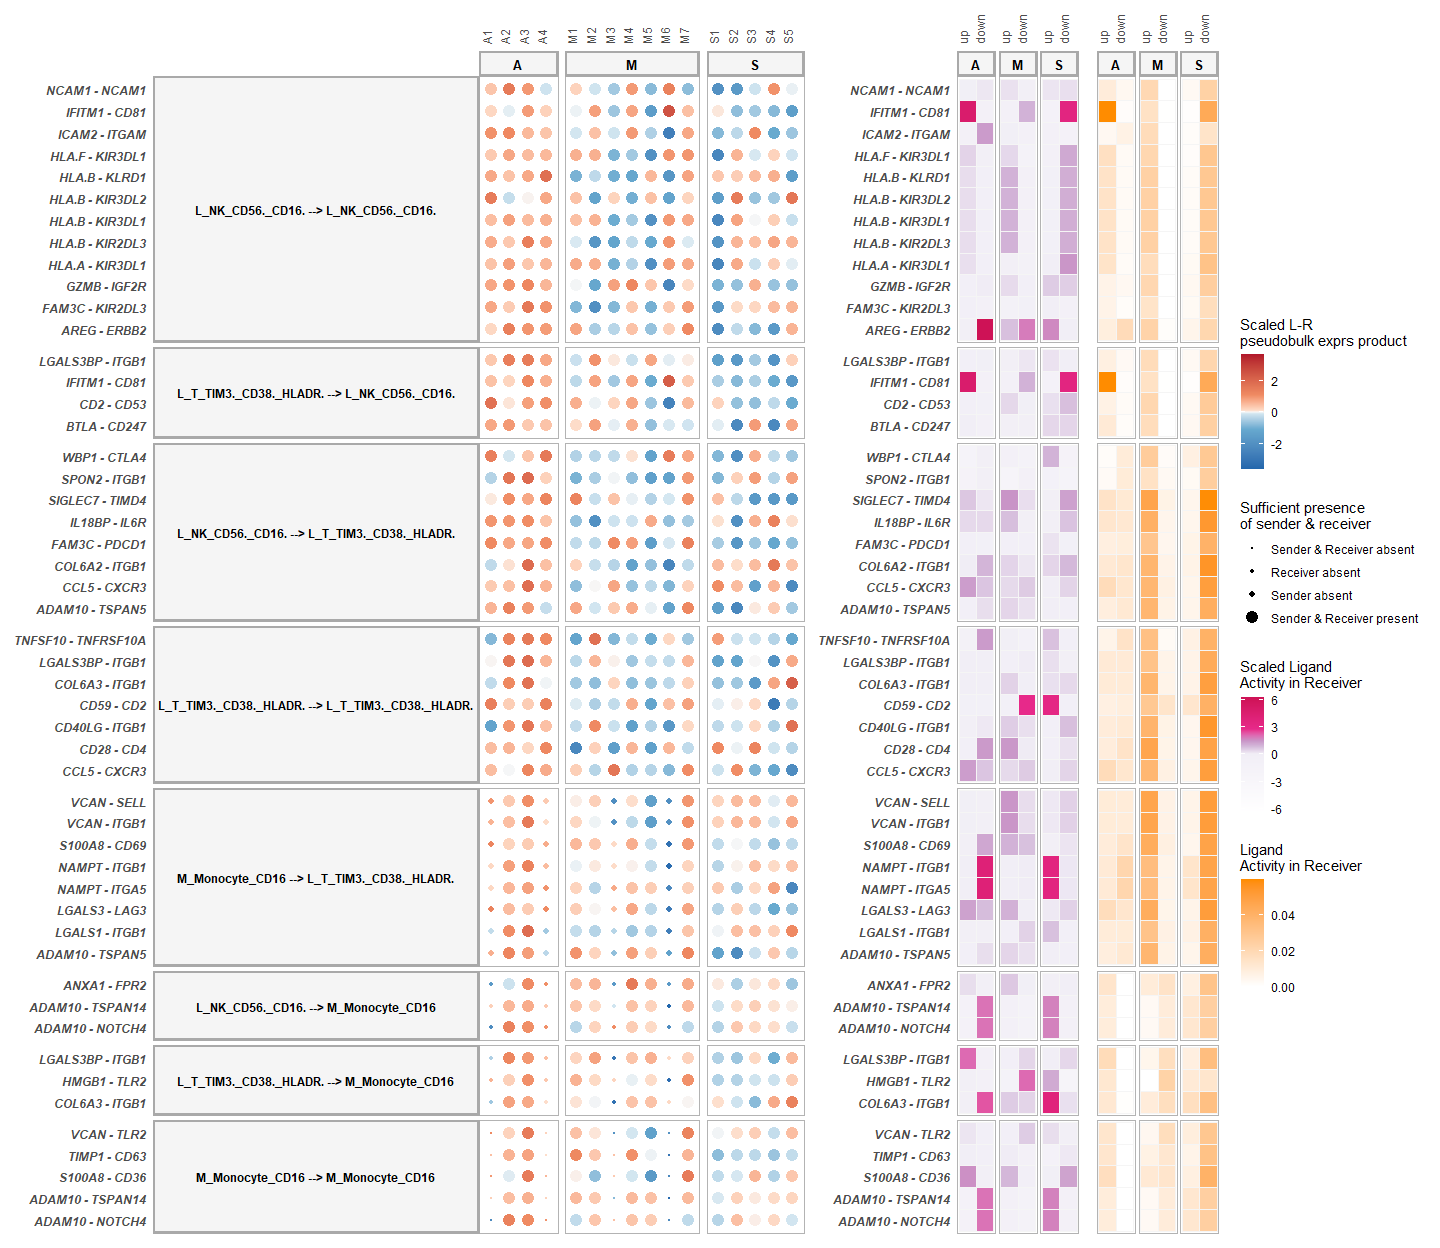 A1 A2 A3 A4 M1 M2 M3 M4 M5 M6 M7 S1 S2 S3 S4 S5 up down up down up down up down up down up down
A M S A M S A M S
NCAM1 - NCAM1 NCAM1 - NCAM1
IFITM1 - CD81 IFITM1 - CD81
ICAM2 - ITGAM ICAM2 - ITGAM
HLA.F - KIR3DL1 HLA.F - KIR3DL1
HLA.B - KLRD1 HLA.B - KLRD1
HLA.B - KIR3DL2 HLA.B - KIR3DL2
L_NK_CD56._CD16. --> L_NK_CD56._CD16.
HLA.B - KIR3DL1 HLA.B - KIR3DL1
HLA.B - KIR2DL3 HLA.B - KIR2DL3
HLA.A - KIR3DL1 HLA.A - KIR3DL1
GZMB - IGF2R GZMB - IGF2R
FAM3C - KIR2DL3 FAM3C - KIR2DL3
AREG - ERBB2 AREG - ERBB2
LGALS3BP - ITGB1 LGALS3BP - ITGB1
IFITM1 - CD81 IFITM1 - CD81
L_T_TIM3._CD38._HLADR. --> L_NK_CD56._CD16.
CD2 - CD53 CD2 - CD53
BTLA - CD247 BTLA - CD247
WBP1 - CTLA4 WBP1 - CTLA4
SPON2 - ITGB1 SPON2 - ITGB1
SIGLEC7 - TIMD4 SIGLEC7 - TIMD4
IL18BP - IL6R IL18BP - IL6R
L_NK_CD56._CD16. --> L_T_TIM3._CD38._HLADR.
FAM3C - PDCD1 FAM3C - PDCD1
COL6A2 - ITGB1 COL6A2 - ITGB1
CCL5 - CXCR3 CCL5 - CXCR3
ADAM10 - TSPAN5 ADAM10 - TSPAN5
TNFSF10 - TNFRSF10A TNFSF10 - TNFRSF10A
LGALS3BP - ITGB1 LGALS3BP - ITGB1
COL6A3 - ITGB1 COL6A3 - ITGB1
CD59 - CD2 L_T_TIM3._CD38._HLADR. --> L_T_TIM3._CD38._HLADR. CD59 - CD2
CD40LG - ITGB1 CD40LG - ITGB1
CD28 - CD4 CD28 - CD4
CCL5 - CXCR3 CCL5 - CXCR3
VCAN - SELL VCAN - SELL
VCAN - ITGB1 VCAN - ITGB1
S100A8 - CD69 S100A8 - CD69
NAMPT - ITGB1 NAMPT - ITGB1
M_Monocyte_CD16 --> L_T_TIM3._CD38._HLADR.
NAMPT - ITGA5 NAMPT - ITGA5
LGALS3 - LAG3 LGALS3 - LAG3
LGALS1 - ITGB1 LGALS1 - ITGB1
ADAM10 - TSPAN5 ADAM10 - TSPAN5
ANXA1 - FPR2 ANXA1 - FPR2
ADAM10 - TSPAN14 L_NK_CD56._CD16. --> M_Monocyte_CD16 ADAM10 - TSPAN14
ADAM10 - NOTCH4 ADAM10 - NOTCH4
LGALS3BP - ITGB1 LGALS3BP - ITGB1
HMGB1 - TLR2 L_T_TIM3._CD38._HLADR. --> M_Monocyte_CD16 HMGB1 - TLR2
COL6A3 - ITGB1 COL6A3 - ITGB1
VCAN - TLR2 VCAN - TLR2
TIMP1 - CD63 TIMP1 - CD63
S100A8 - CD36 M_Monocyte_CD16 --> M_Monocyte_CD16 S100A8 - CD36
ADAM10 - TSPAN14 ADAM10 - TSPAN14
ADAM10 - NOTCH4 ADAM10 - NOTCH4
Scaled L-R
pseudobulk exprs product
2
0
-2
Sufficient presence
of sender & receiver
Sender & Receiver absent
Receiver absent
Sender absent
Sender & Receiver present
Scaled Ligand
Activity in Receiver
6
3
0
-3
-6
Ligand
Activity in Receiver
0.04
0.02
0.00